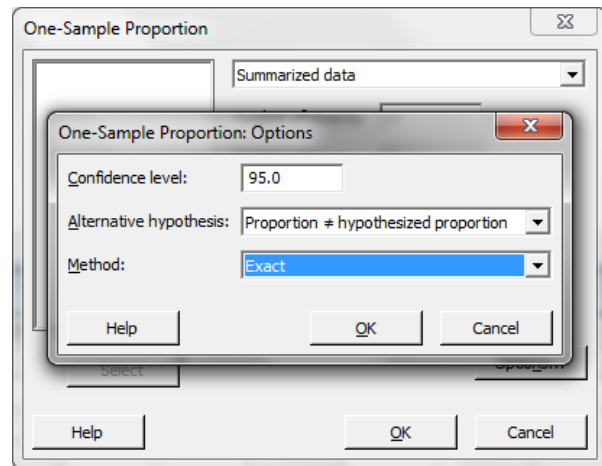 One-Sample Proportion
Summarized data
One-Sample Proportion: Options
Confidence level: 95.0
Alternative hypothesis: Proportion ≠ hypothesized proportion
Method: Exact
Help OK Cancel
Select
Help OK Cancel